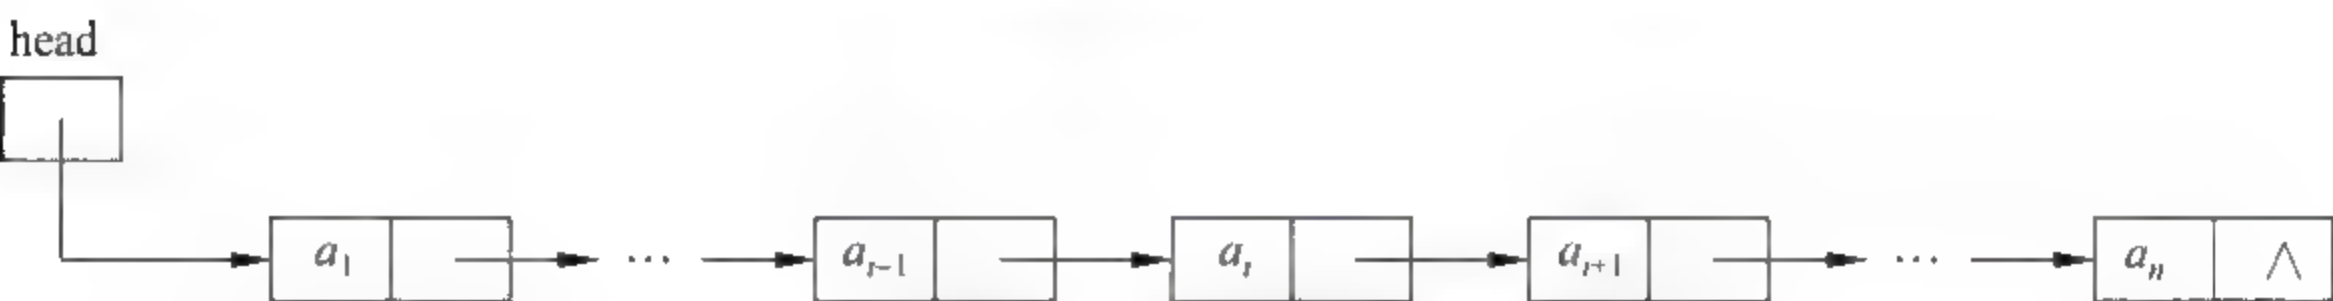 head
a₁ ... aᵢ₋₁ aᵢ aᵢ₊₁ ... aₙ ∧